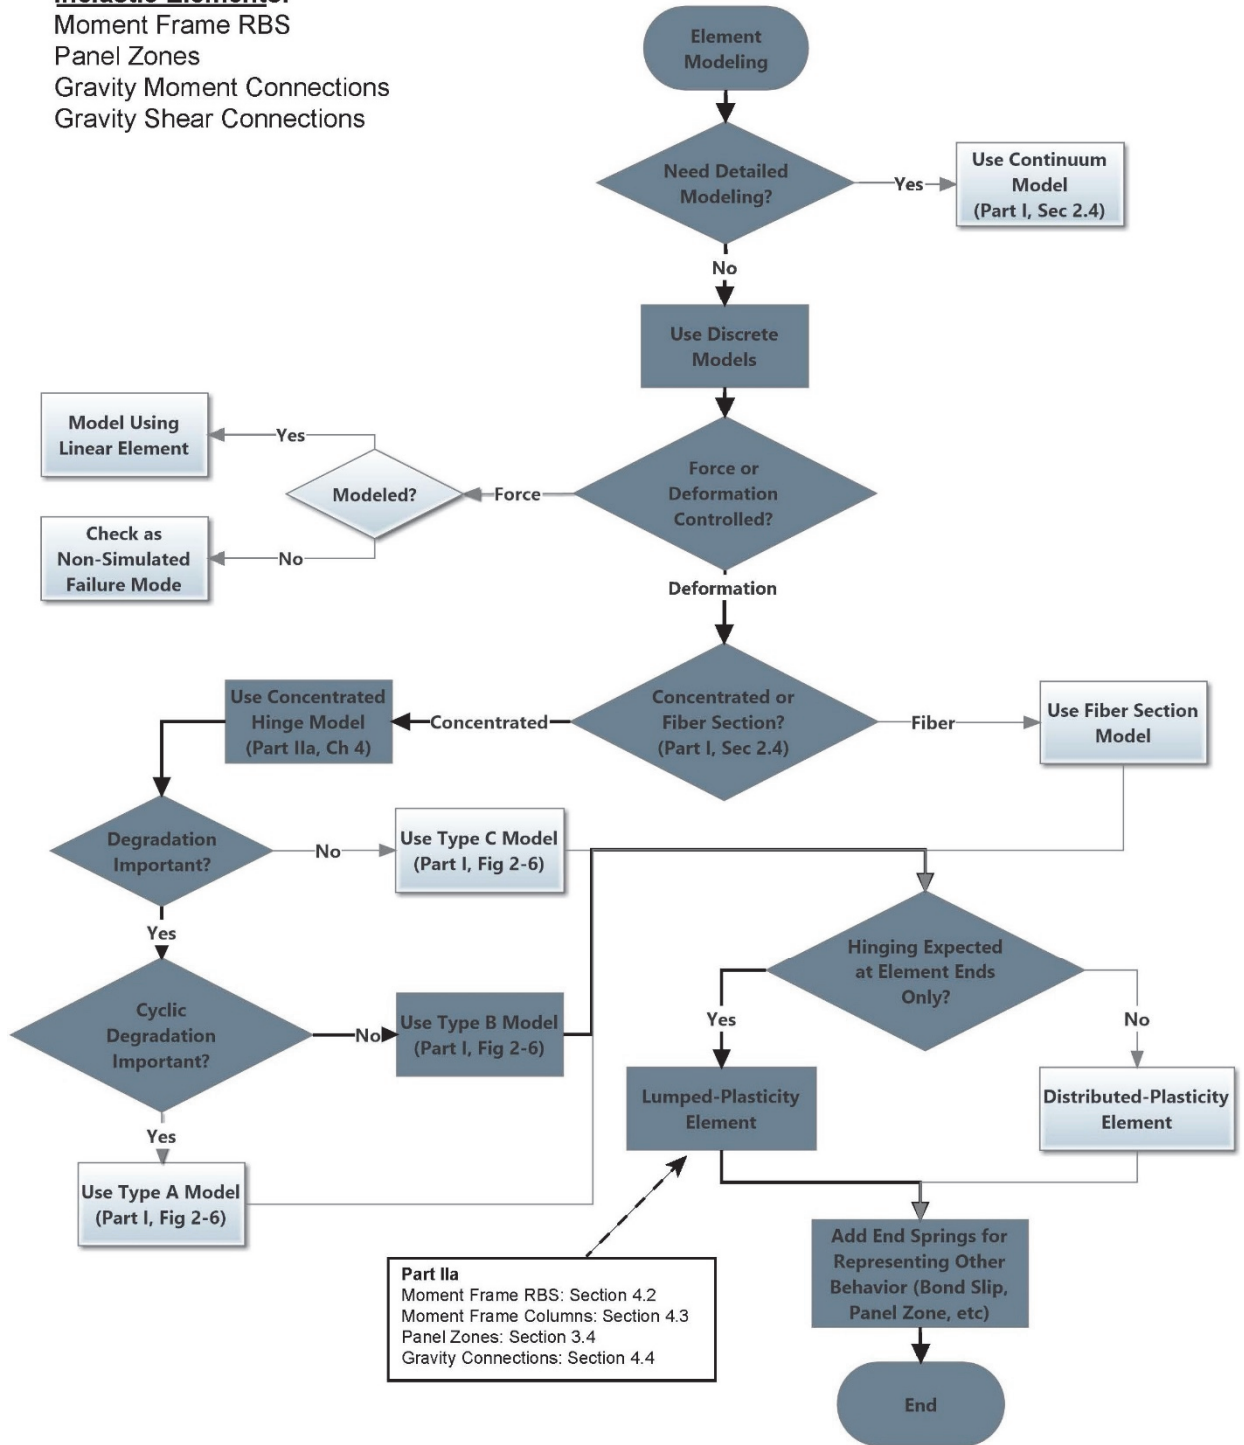 Inelastic Elements:
Moment Frame RBS
Panel Zones
Gravity Moment Connections
Gravity Shear Connections
Element
Modeling
Need Detailed
Modeling?
Yes
Use Continuum
Model
(Part I, Sec 2.4)
No
Use Discrete
Models
Force or
Deformation
Controlled?
Force
Modeled?
Yes
Model Using
Linear Element
No
Check as
Non-Simulated
Failure Mode
Deformation
Concentrated or
Fiber Section?
(Part I, Sec 2.4)
Fiber
Use Fiber Section
Model
Concentrated
Use Concentrated
Hinge Model
(Part IIa, Ch 4)
Degradation
Important?
No
Use Type C Model
(Part I, Fig 2-6)
Yes
Cyclic
Degradation
Important?
No
Use Type B Model
(Part I, Fig 2-6)
Yes
Use Type A Model
(Part I, Fig 2-6)
Hinging Expected
at Element Ends
Only?
Yes
Lumped-Plasticity
Element
No
Distributed-Plasticity
Element
Part IIa
Moment Frame RBS: Section 4.2
Moment Frame Columns: Section 4.3
Panel Zones: Section 3.4
Gravity Connections: Section 4.4
Add End Springs for
Representing Other
Behavior (Bond Slip,
Panel Zone, etc)
End